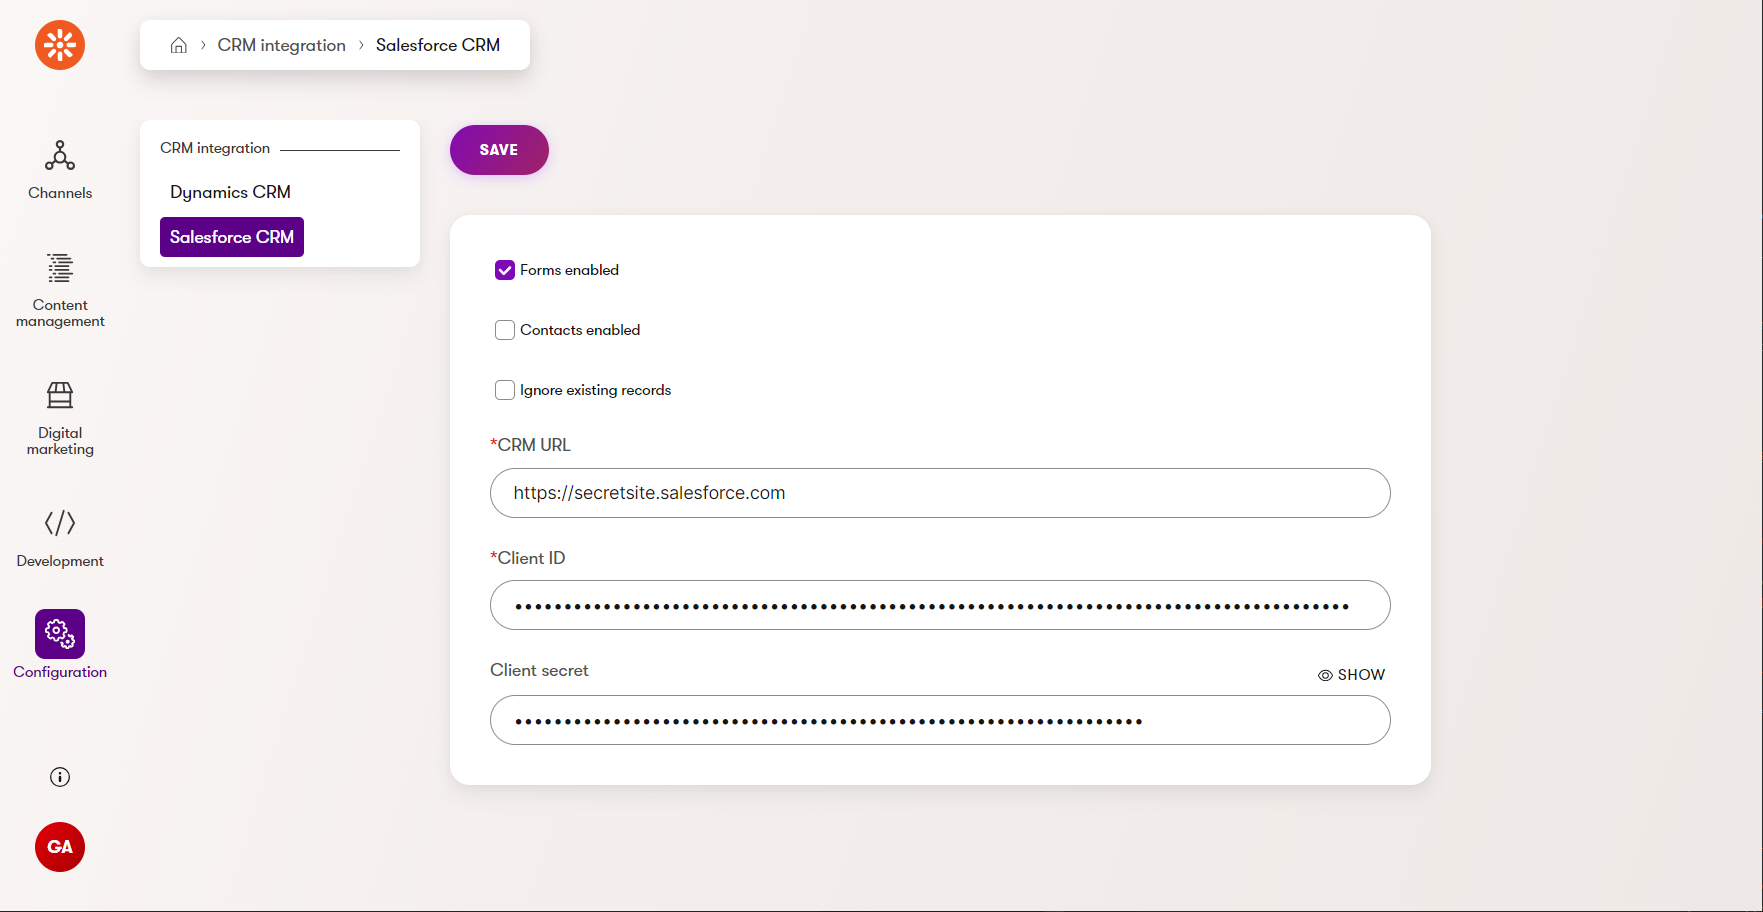 CRM integration
Salesforce CRM
Channels
Content
management
Digital
marketing
Development
Configuration
GA
CRM integration
Dynamics CRM
Salesforce CRM
SAVE
Forms enabled
Contacts enabled
Ignore existing records
*CRM URL
https://secretsite.salesforce.com
*Client ID
Client secret
SHOW